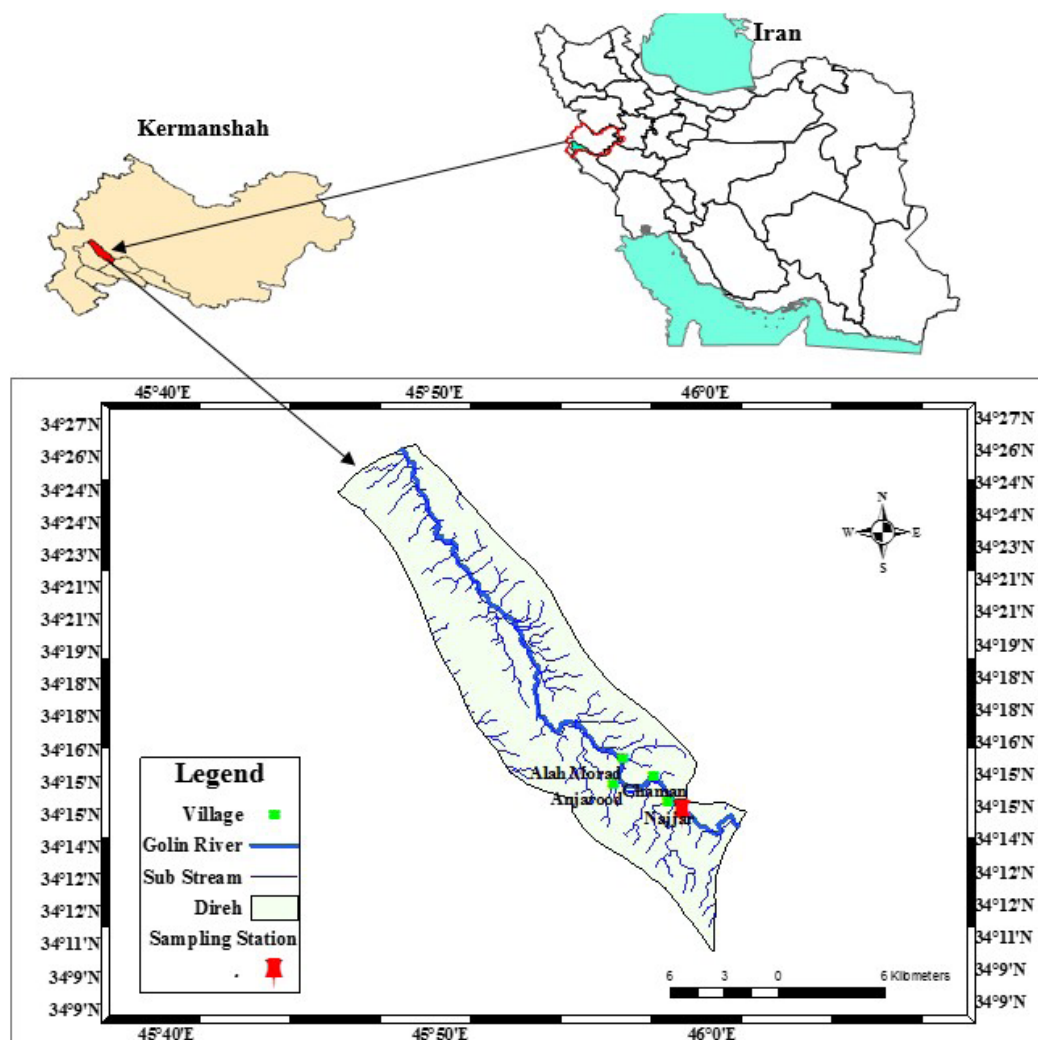 Iran
Kermanshah
45°40'E 45°50'E 46°0'E
34°27'N 34°27'N
34°26'N 34°26'N
34°24'N 34°24'N
34°24'N 34°24'N
34°23'N 34°23'N
34°21'N 34°21'N
34°21'N 34°21'N
34°19'N 34°19'N
34°18'N 34°18'N
34°18'N 34°18'N
34°16'N 34°16'N
34°15'N 34°15'N
34°15'N 34°15'N
34°14'N 34°14'N
34°12'N 34°12'N
34°12'N 34°12'N
34°11'N 34°11'N
34°9'N 34°9'N
34°9'N 34°9'N
N
W E
S
Alah Morad
Ghaman
Anjarood
Najjar
Legend
Village
Golin River
Sub Stream
Direh
Sampling Station
6 3 0 6 Kilometers
45°40'E 45°50'E 46°0'E